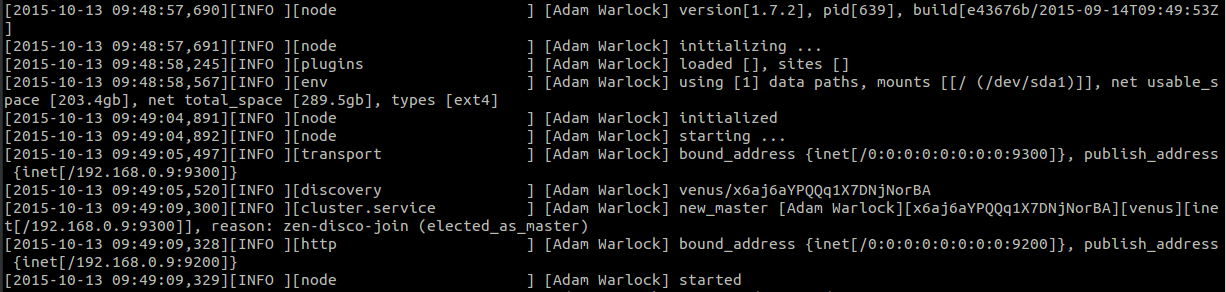 [2015-10-13 09:48:57,690][INFO ][node                     ] [Adam Warlock] version[1.7.2], pid[639], build[e43676b/2015-09-14T09:49:53Z
]
[2015-10-13 09:48:57,691][INFO ][node                     ] [Adam Warlock] initializing ...
[2015-10-13 09:48:58,245][INFO ][plugins                  ] [Adam Warlock] loaded [], sites []
[2015-10-13 09:48:58,567][INFO ][env                      ] [Adam Warlock] using [1] data paths, mounts [[/ (/dev/sda1)]], net usable_s
pace [203.4gb], net total_space [289.5gb], types [ext4]
[2015-10-13 09:49:04,891][INFO ][node                     ] [Adam Warlock] initialized
[2015-10-13 09:49:04,892][INFO ][node                     ] [Adam Warlock] starting ...
[2015-10-13 09:49:05,497][INFO ][transport                ] [Adam Warlock] bound_address {inet[/0:0:0:0:0:0:0:0:9300]}, publish_address
 {inet[/192.168.0.9:9300]}
[2015-10-13 09:49:05,520][INFO ][discovery                ] [Adam Warlock] venus/x6aj6aYPQQq1X7DNjNorBA
[2015-10-13 09:49:09,300][INFO ][cluster.service          ] [Adam Warlock] new_master [Adam Warlock][x6aj6aYPQQq1X7DNjNorBA][venus][ine
t[/192.168.0.9:9300]], reason: zen-disco-join (elected_as_master)
[2015-10-13 09:49:09,328][INFO ][http                     ] [Adam Warlock] bound_address {inet[/0:0:0:0:0:0:0:0:9200]}, publish_address
 {inet[/192.168.0.9:9200]}
[2015-10-13 09:49:09,329][INFO ][node                     ] [Adam Warlock] started